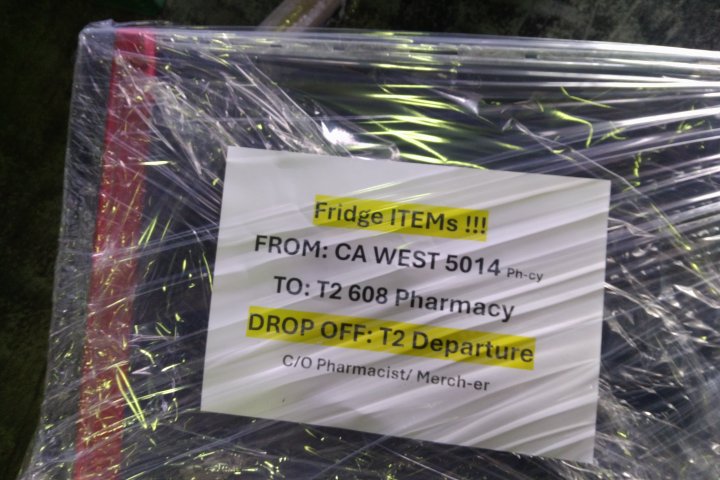 Fridge ITEMs !!!
FROM: CA WEST 5014 Ph-cy
TO: T2 608 Pharmacy
DROP OFF: T2 Departure
C/O Pharmacist/ Merch-er